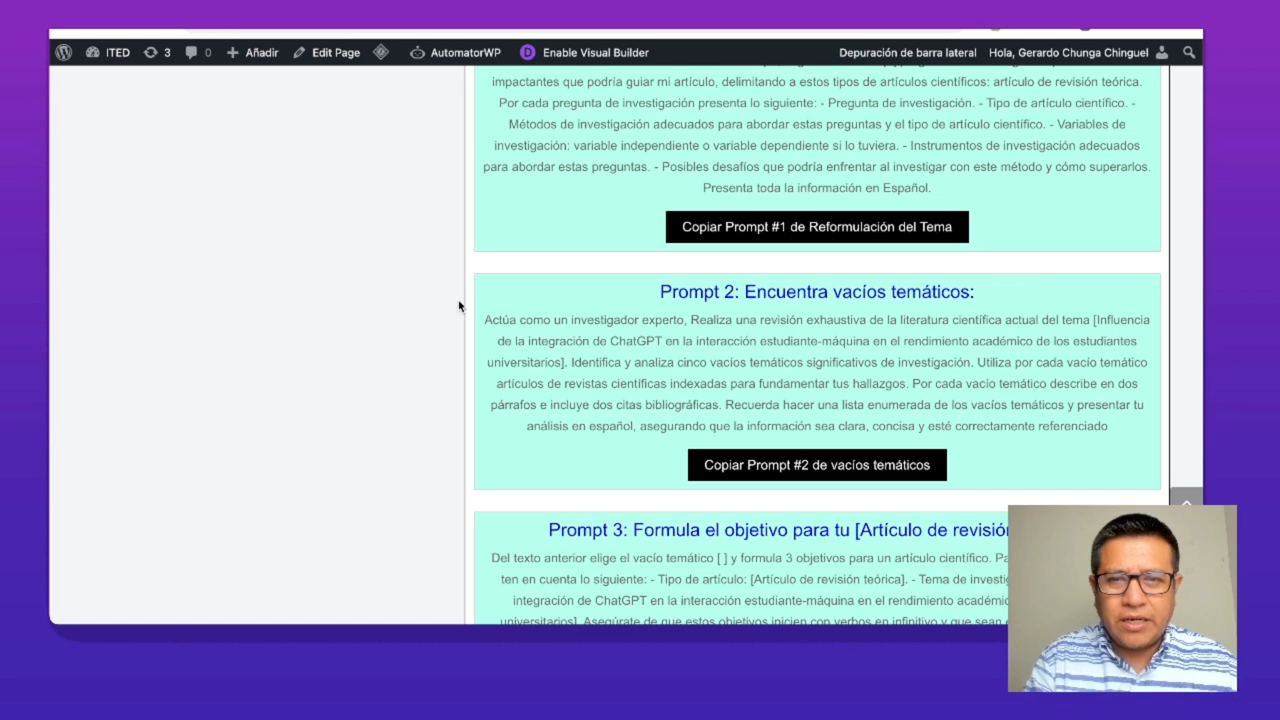 ITED 3 0 Añadir Edit Page AutomatorWP Enable Visual Builder Depuración de barra lateral Hola, Gerardo Chunga Chinguel
impactantes que podría guiar mi artículo, delimitando a estos tipos de artículos científicos: artículo de revisión teórica.
Por cada pregunta de investigación presenta lo siguiente: - Pregunta de investigación. - Tipo de artículo científico. -
Métodos de investigación adecuados para abordar estas preguntas y el tipo de artículo científico. - Variables de
investigación: variable independiente o variable dependiente si lo tuviera. - Instrumentos de investigación adecuados
para abordar estas preguntas. - Posibles desafíos que podría enfrentar al investigar con este método y cómo superarlos.
Presenta toda la información en Español.
Copiar Prompt #1 de Reformulación del Tema
Prompt 2: Encuentra vacíos temáticos:
Actúa como un investigador experto, Realiza una revisión exhaustiva de la literatura científica actual del tema [Influencia
de la integración de ChatGPT en la interacción estudiante-máquina en el rendimiento académico de los estudiantes
universitarios]. Identifica y analiza cinco vacíos temáticos significativos de investigación. Utiliza por cada vacío temático
artículos de revistas científicas indexadas para fundamentar tus hallazgos. Por cada vacío temático describe en dos
párrafos e incluye dos citas bibliográficas. Recuerda hacer una lista enumerada de los vacíos temáticos y presentar tu
análisis en español, asegurando que la información sea clara, concisa y esté correctamente referenciado
Copiar Prompt #2 de vacíos temáticos
Prompt 3: Formula el objetivo para tu [Artículo de revisión
Del texto anterior elige el vacío temático [ ] y formula 3 objetivos para un artículo científico.
ten en cuenta lo siguiente: - Tipo de artículo: [Artículo de revisión teórica]. - Tema de
integración de ChatGPT en la interacción estudiante-máquina en el rendimiento
universitarios]. Asegúrate de que estos objetivos inicien con verbos en infinitivo y que sean